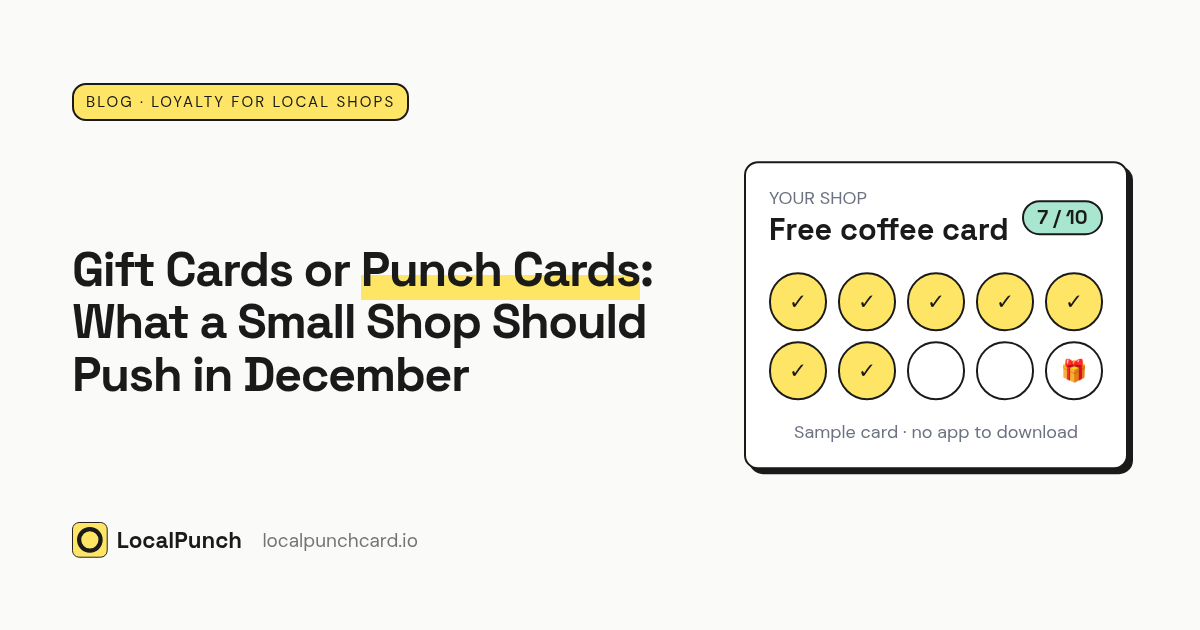 BLOG · LOYALTY FOR LOCAL SHOPS
Gift Cards or Punch Cards:
What a Small Shop Should
Push in December
YOUR SHOP
Free coffee card
7 / 10
✓ ✓ ✓ ✓ ✓
✓ ✓
Sample card · no app to download
LocalPunch localpunchcard.io